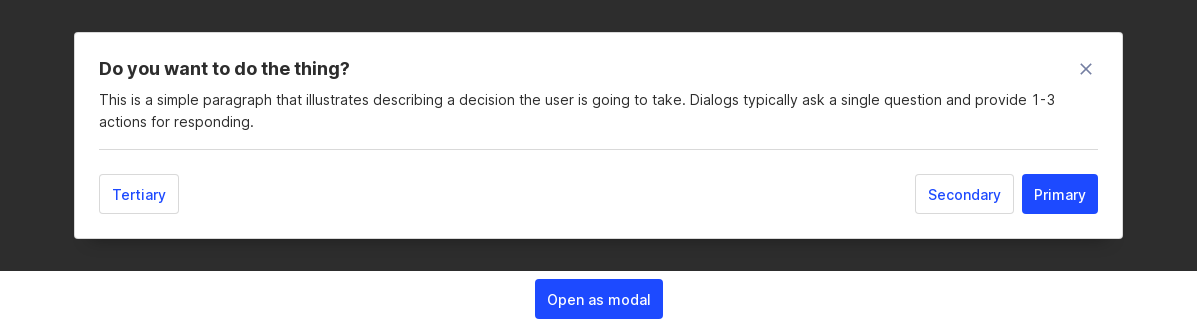 Do you want to do the thing?
This is a simple paragraph that illustrates describing a decision the user is going to take. Dialogs typically ask a single question and provide 1-3
actions for responding.
Tertiary
Secondary
Primary
Open as modal